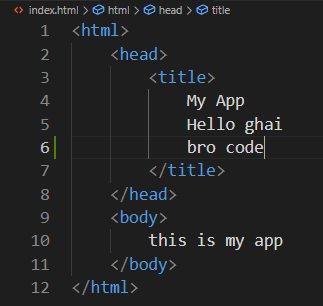 index.html > html > head > title
1 <html>
2 <head>
3 <title>
4 My App
5 Hello ghai
6 bro code
7 </title>
8 </head>
9 <body>
10 this is my app
11 </body>
12 </html>